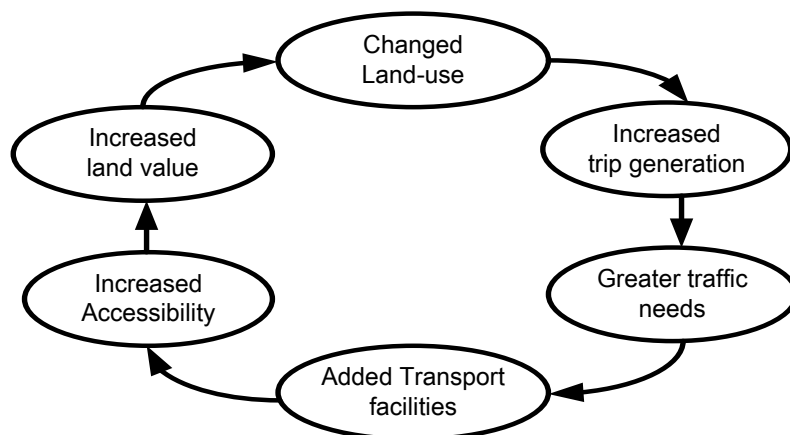 Changed
Land-use
Increased
trip generation
Greater traffic
needs
Added Transport
facilities
Increased
Accessibility
Increased
land value